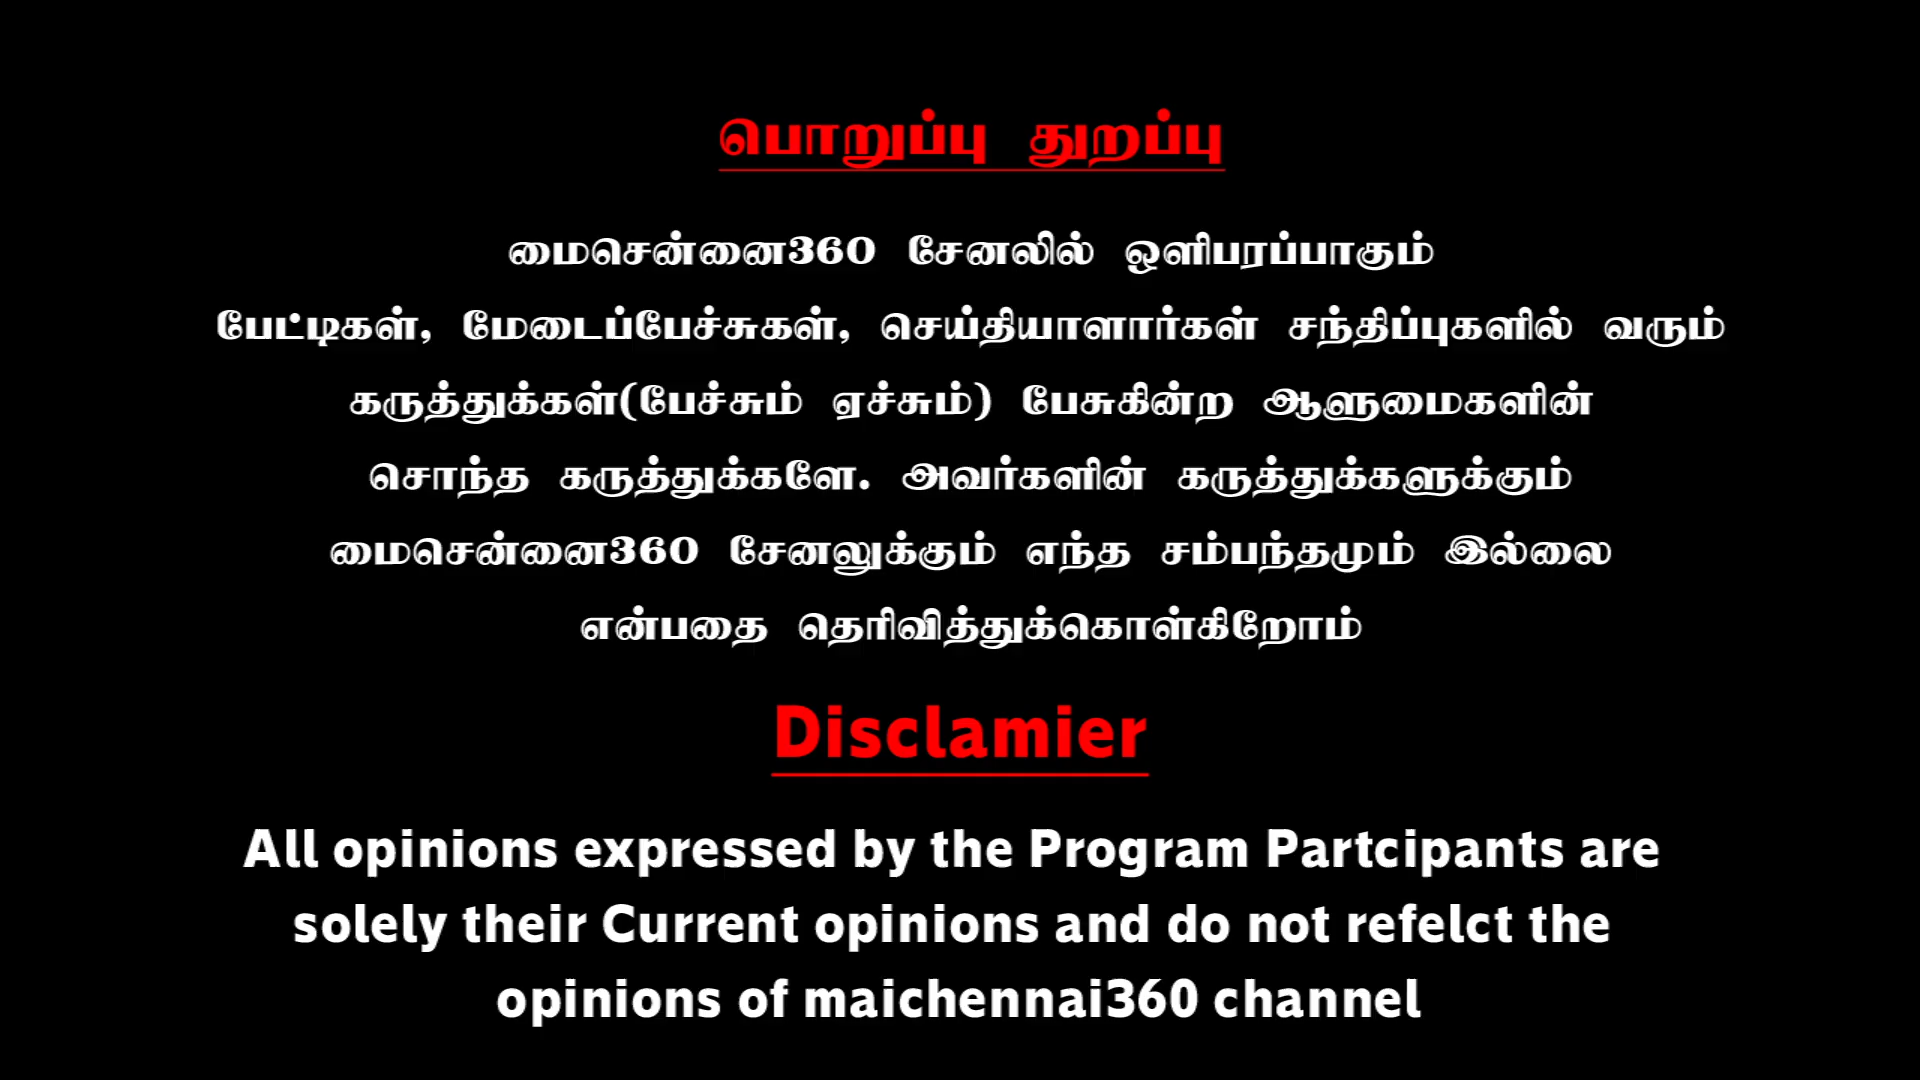 பொறுப்பு துறப்பு
மைசென்னை360 சேனலில் ஒளிபரப்பாகும்
பேட்டிகள், மேடைப்பேச்சுகள், செய்தியாளார்கள் சந்திப்புகளில் வரும்
கருத்துக்கள்(பேச்சும் ஏச்சும்) பேசுகின்ற ஆளுமைகளின்
சொந்த கருத்துக்களே. அவர்களின் கருத்துக்களுக்கும்
மைசென்னை360 சேனலுக்கும் எந்த சம்பந்தமும் இல்லை
என்பதை தெரிவித்துக்கொள்கிறோம்
Disclamier
All opinions expressed by the Program Partcipants are
solely their Current opinions and do not refelct the
opinions of maichennai360 channel